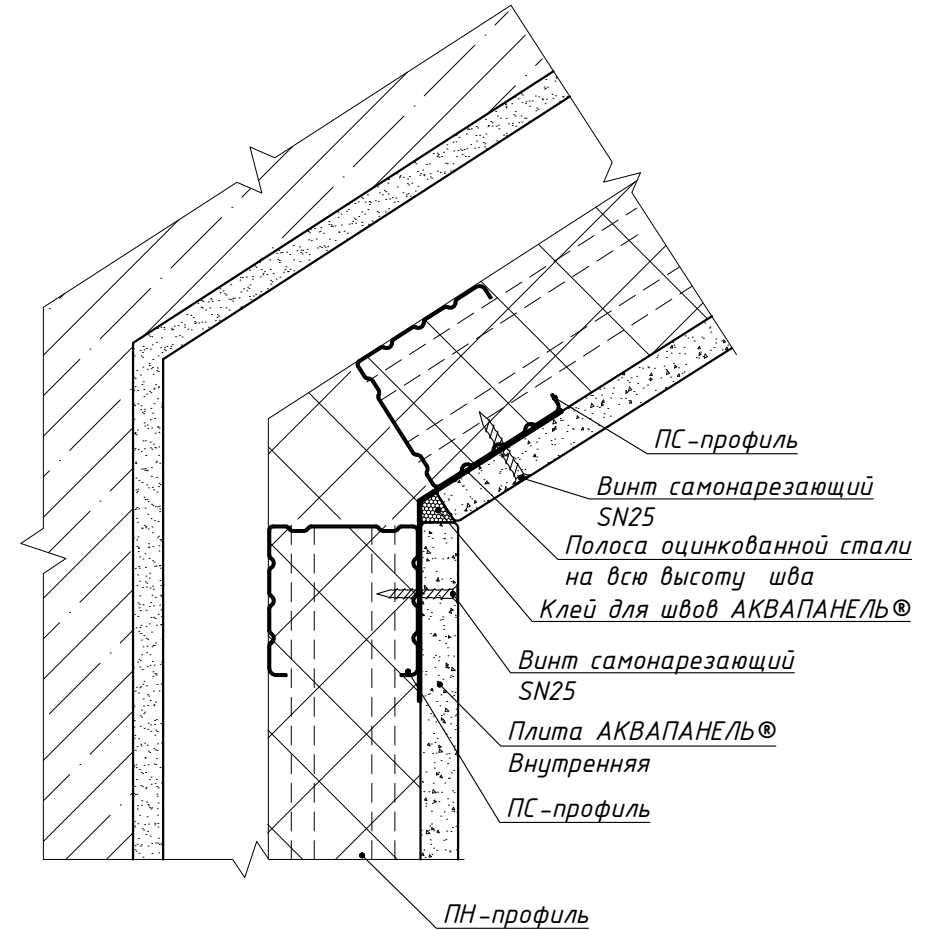 ПС-профиль
Винт самонарезающий
SN25
Полоса оцинкованной стали
на всю высоту шва
Клей для швов АКВАПАНЕЛЬ®
Винт самонарезающий
SN25
Плита АКВАПАНЕЛЬ®
Внутренняя
ПС-профиль
ПН-профиль